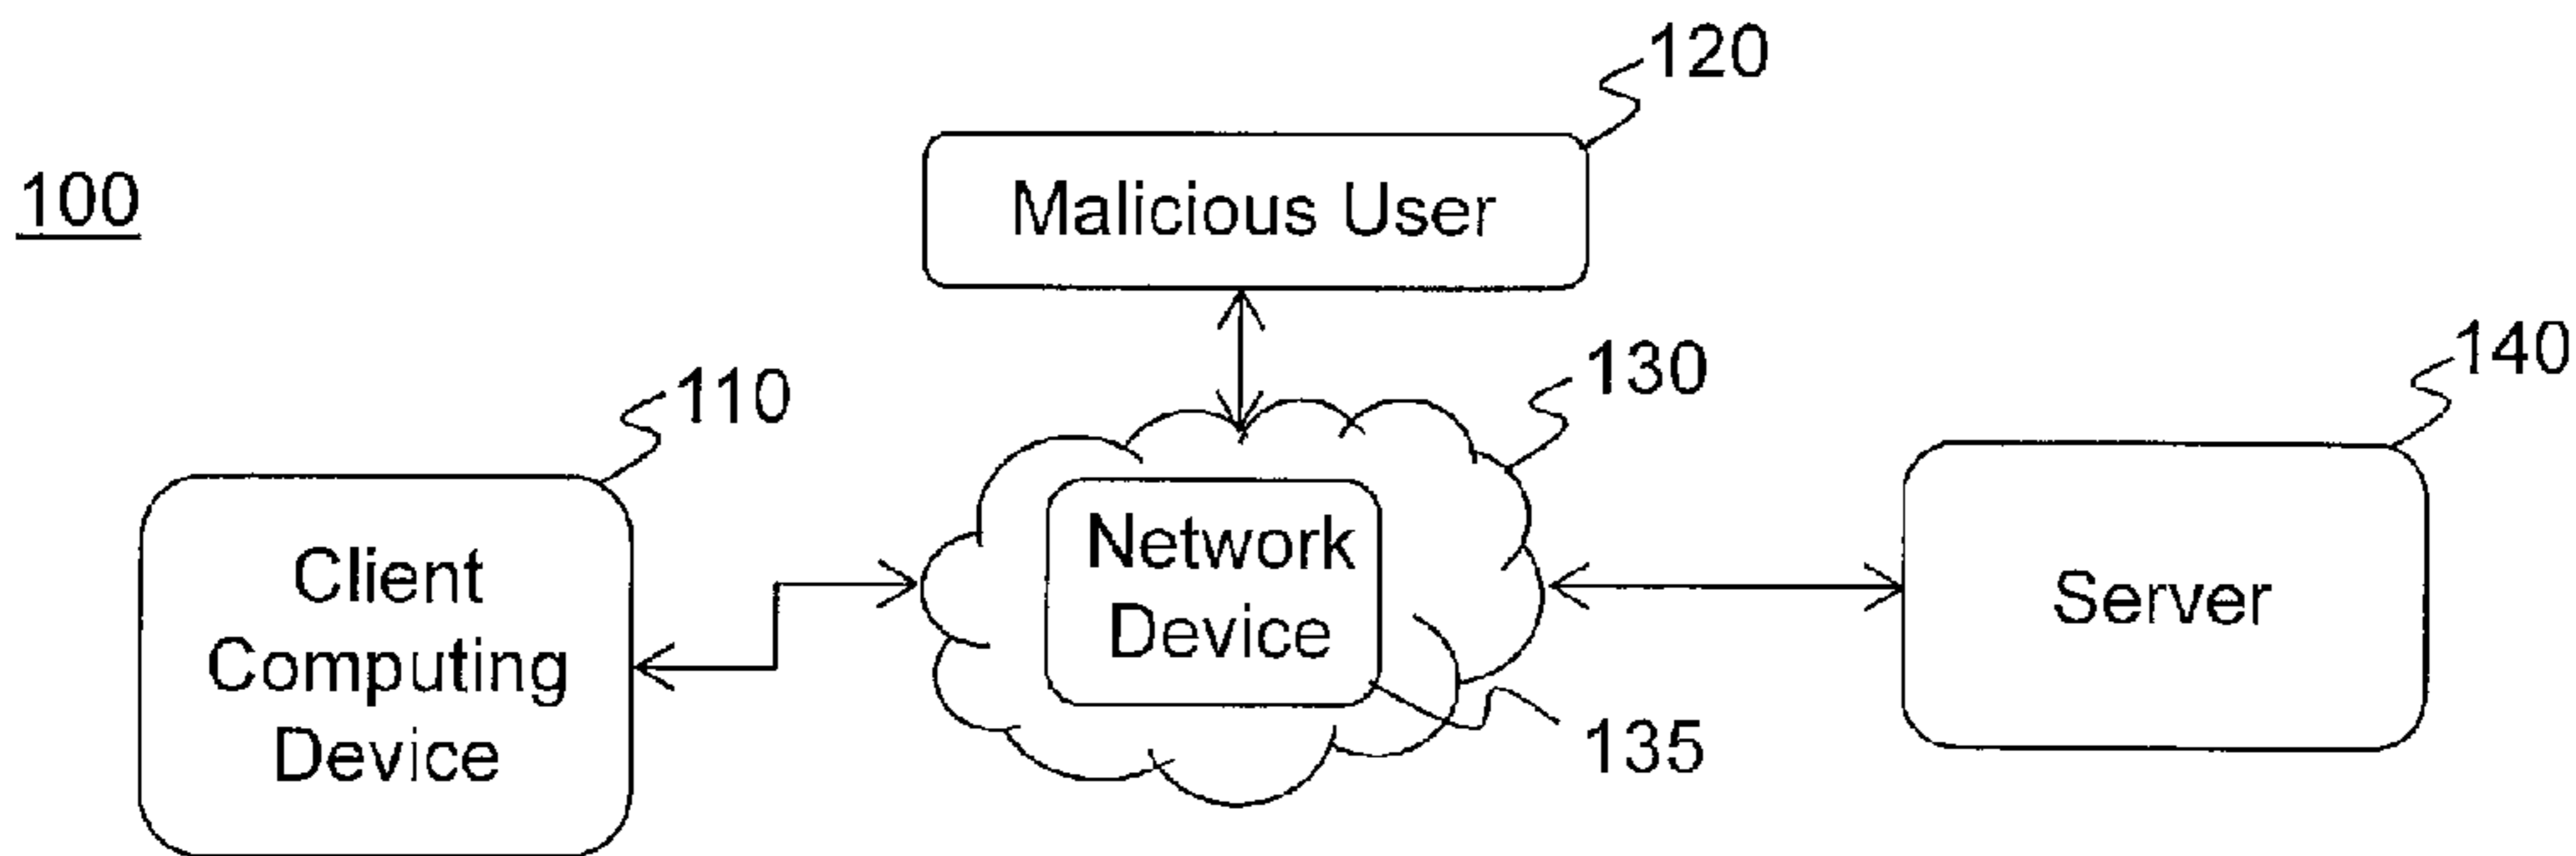 120
100
Malicious User
130
140
110
Network
Device
Client
Computing
Device
Server
135